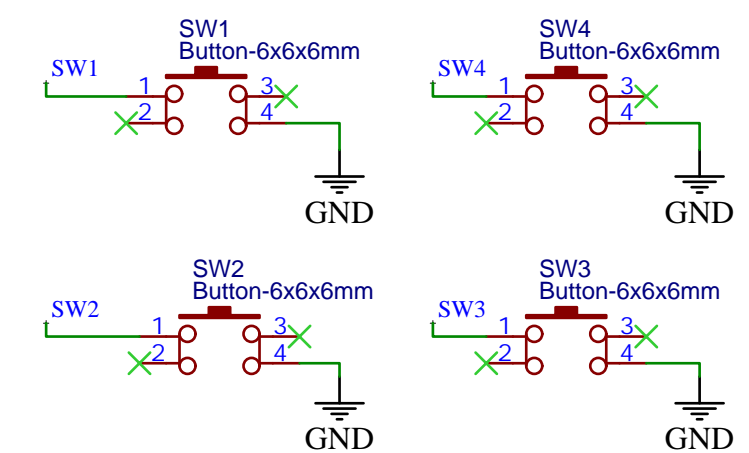 SW1
Button-6x6x6mm
SW1
1
2
3
4
GND
SW4
Button-6x6x6mm
SW4
1
2
3
4
GND
SW2
Button-6x6x6mm
SW2
1
2
3
4
GND
SW3
Button-6x6x6mm
SW3
1
2
3
4
GND